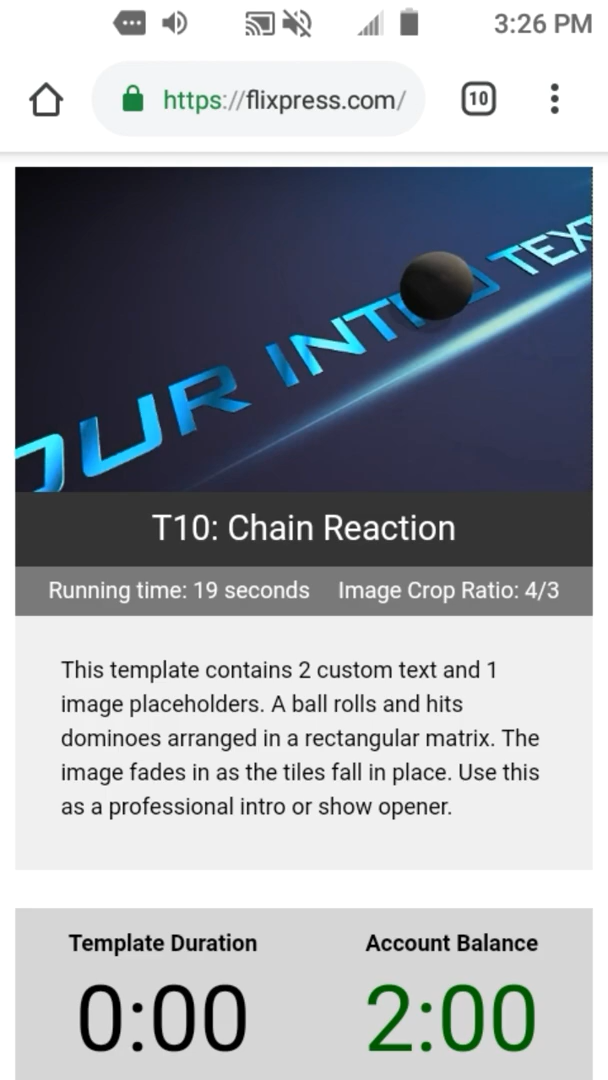 3:26 PM
https://flixpress.com/
10
OUR INTRO TEXT
T10: Chain Reaction
Running time: 19 seconds Image Crop Ratio: 4/3
This template contains 2 custom text and 1
image placeholders. A ball rolls and hits
dominoes arranged in a rectangular matrix. The
image fades in as the tiles fall in place. Use this
as a professional intro or show opener.
Template Duration Account Balance
0:00 2:00